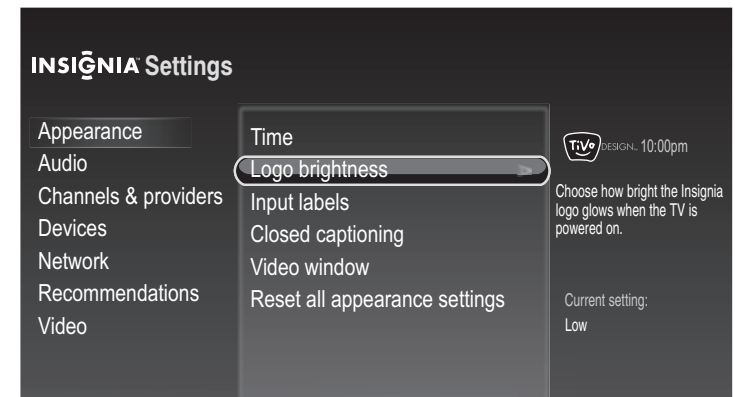 INSIGNIA™ Settings
Appearance
Audio
Channels & providers
Devices
Network
Recommendations
Video
Time
Logo brightness
Input labels
Closed captioning
Video window
Reset all appearance settings
TiVo DESIGN™ 10:00pm
Choose how bright the Insignia
logo glows when the TV is
powered on.
Current setting:
Low